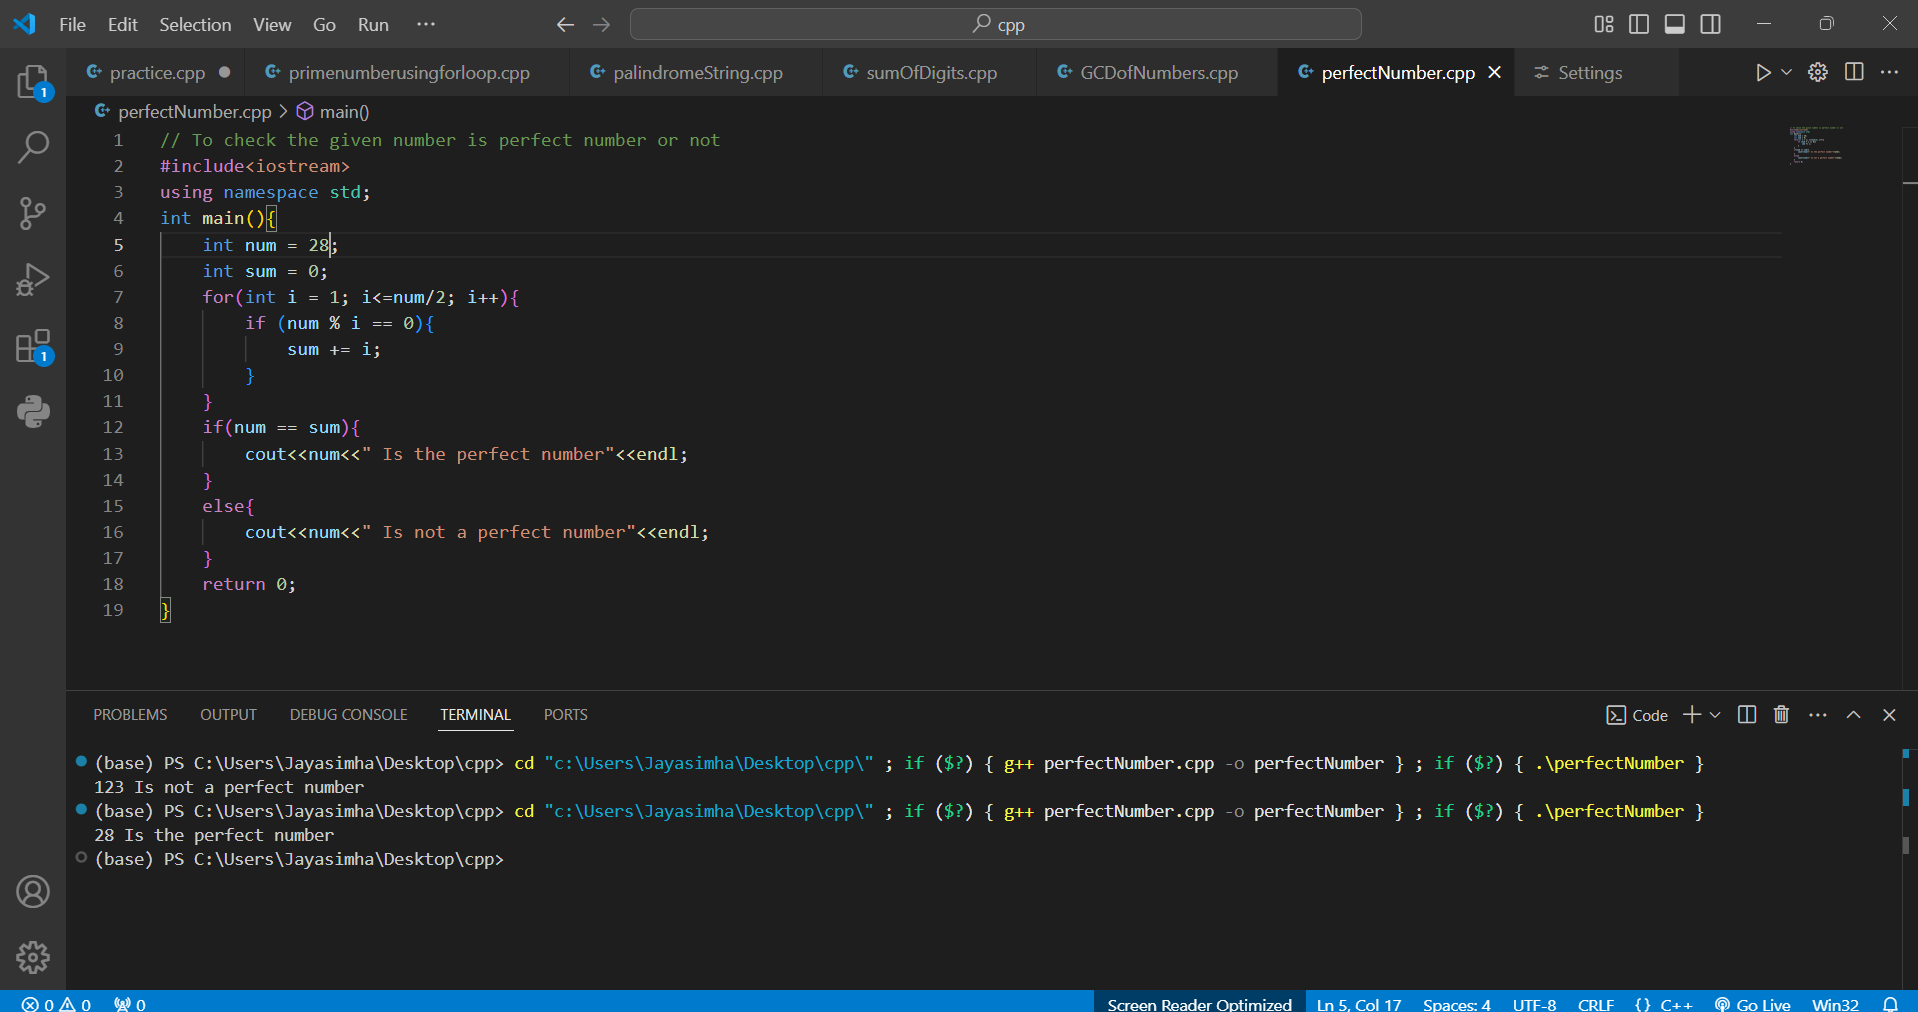 File Edit Selection View Go Run ··· cpp
practice.cpp primenumberusingforloop.cpp palindromeString.cpp sumOfDigits.cpp GCDofNumbers.cpp perfectNumber.cpp Settings
perfectNumber.cpp > main()
1 // To check the given number is perfect number or not
2 #include<iostream>
3 using namespace std;
4 int main(){
5 int num = 28;
6 int sum = 0;
7 for(int i = 1; i<=num/2; i++){
8 if (num % i == 0){
9 sum += i;
10 }
11 }
12 if(num == sum){
13 cout<<num<<" Is the perfect number"<<endl;
14 }
15 else{
16 cout<<num<<" Is not a perfect number"<<endl;
17 }
18 return 0;
19 }
1
1
PROBLEMS OUTPUT DEBUG CONSOLE TERMINAL PORTS Code
(base) PS C:\Users\Jayasimha\Desktop\cpp> cd "c:\Users\Jayasimha\Desktop\cpp\" ; if ($?) { g++ perfectNumber.cpp -o perfectNumber } ; if ($?) { .\perfectNumber }
123 Is not a perfect number
(base) PS C:\Users\Jayasimha\Desktop\cpp> cd "c:\Users\Jayasimha\Desktop\cpp\" ; if ($?) { g++ perfectNumber.cpp -o perfectNumber } ; if ($?) { .\perfectNumber }
28 Is the perfect number
(base) PS C:\Users\Jayasimha\Desktop\cpp>
0 0 0 Screen Reader Optimized Ln 5, Col 17 Spaces: 4 UTF-8 CRLF {} C++ Go Live Win32